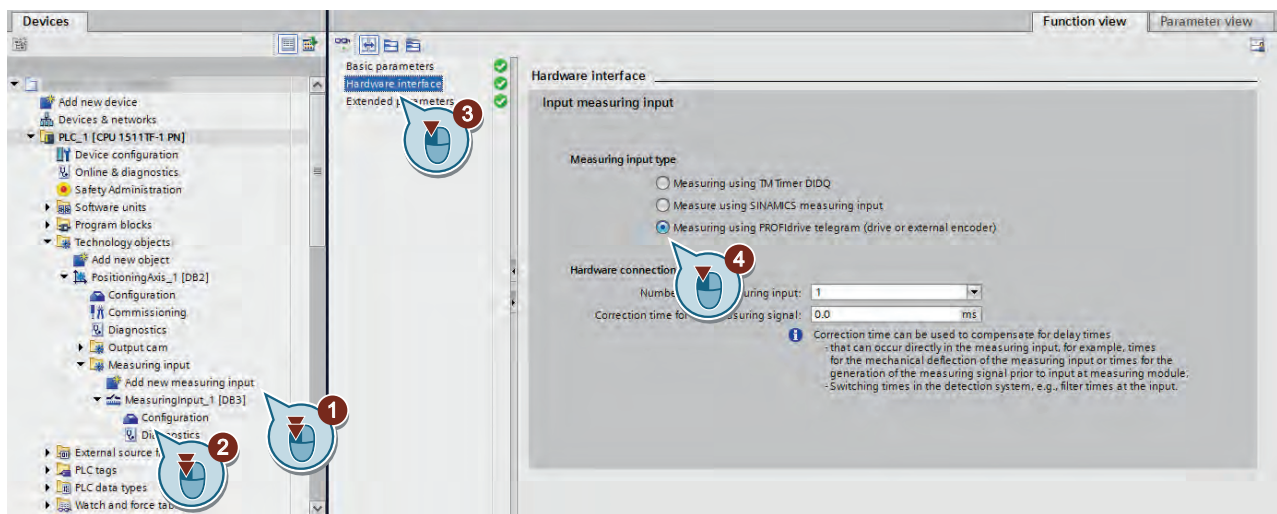 Devices
Function view
Parameter view
Add new device
Devices & networks
PLC_1 [CPU 1511TF-1 PN]
Device configuration
Online & diagnostics
Safety Administration
Software units
Program blocks
Technology objects
Add new object
PositioningAxis_1 [DB2]
Configuration
Commissioning
Diagnostics
Output cam
Measuring input
Add new measuring input
MeasuringInput_1 [DB3]
Configuration
External source
PLC tags
PLC data types
Watch and force
1
2
Basic parameters
Hardware interface
Extended
3
Hardware interface
Input measuring input
Measuring input type
Measuring using TM Timer DIDQ
Measure using SINAMICS measuring input
Measuring using PROFIdrive telegram (drive or external encoder)
4
Hardware connection
input: 1
Correction time for signal: 0.0 ms
Correction time can be used to compensate for delay times
- that can occur directly in the measuring input, for example, times
for the mechanical deflection of the measuring input or times for the
generation of the measuring signal prior to input at measuring module.
- Switching times in the detection system, e.g., filter times at the input.